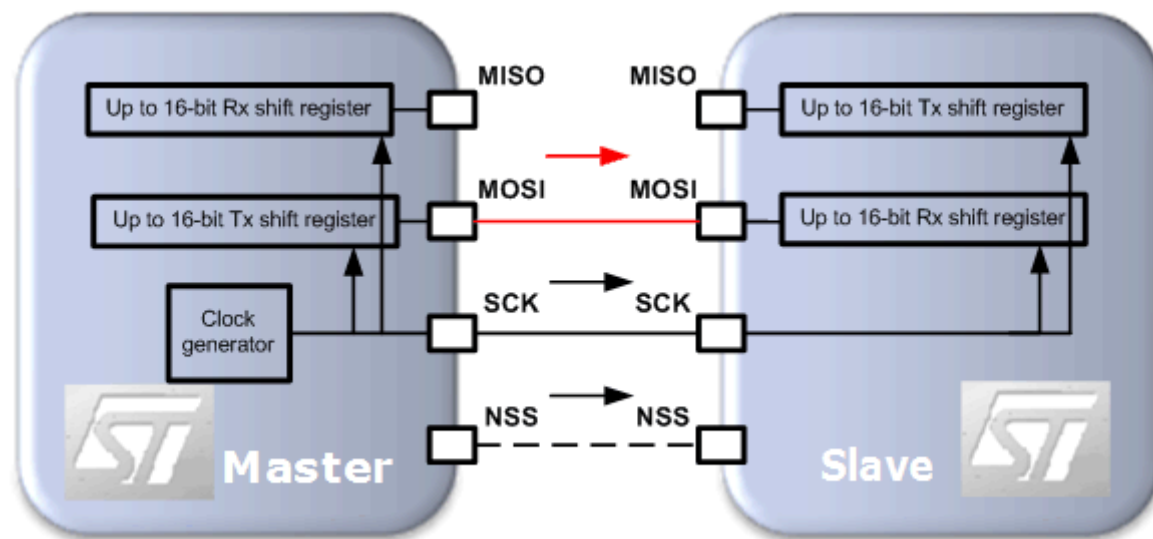 MISO
MISO
Up to 16-bit Rx shift register
Up to 16-bit Tx shift register
MOSI
MOSI
Up to 16-bit Tx shift register
Up to 16-bit Rx shift register
SCK
SCK
Clock
generator
NSS
NSS
ST
Master
Slave
ST